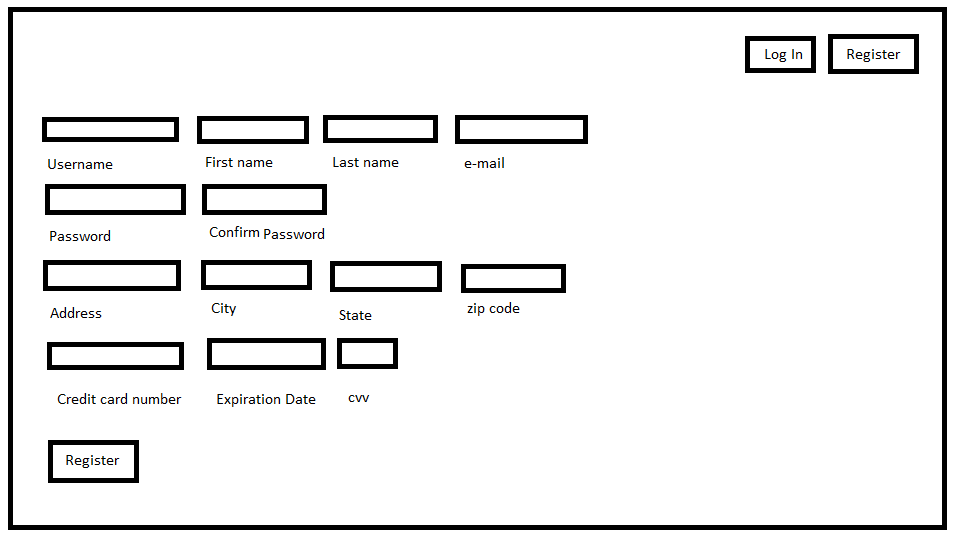 Log In Register
Username First name Last name e-mail
Password Confirm Password
Address City State zip code
Credit card number Expiration Date cvv
Register